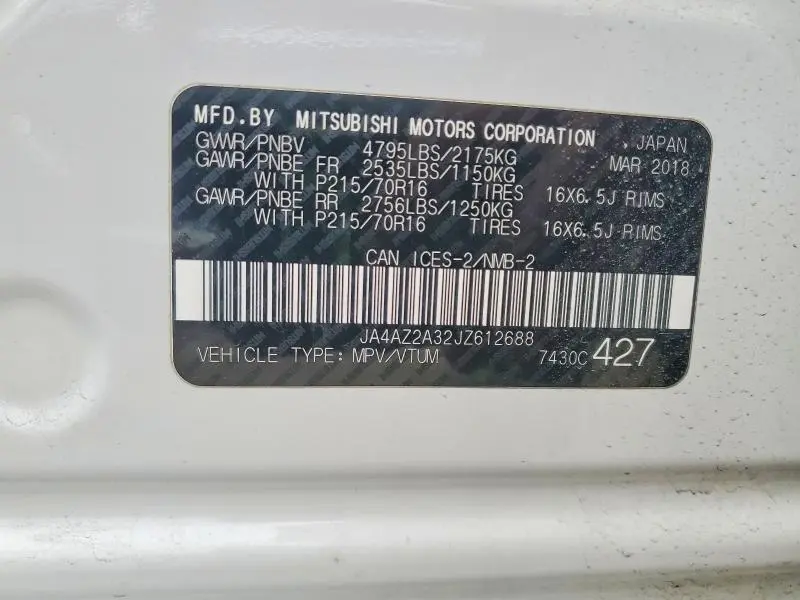 MFD.BY MITSUBISHI MOTORS CORPORATION JAPAN
GVWR/PNBV 4795LBS/2175KG MAR 2018
GAWR/PNBE FR 2535LBS/1150KG
WITH P215/70R16 TIRES 16X6.5J RIMS
GAWR/PNBE RR 2756LBS/1250KG
WITH P215/70R16 TIRES 16X6.5J RIMS
CAN ICES-2/NMB-2
JA4AZ2A32JZ612688
VEHICLE TYPE: MPV/VTUM 7430C 427